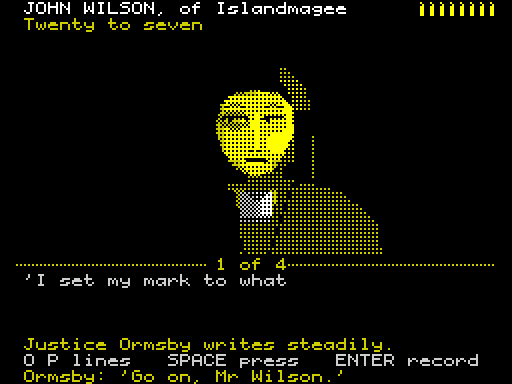 JOHN WILSON, of Islandmagee
Twenty to seven
1 of 4
'I set my mark to what
Justice Ormsby writes steadily.
O P lines   SPACE press   ENTER record
Ormsby: 'Go on, Mr Wilson.'